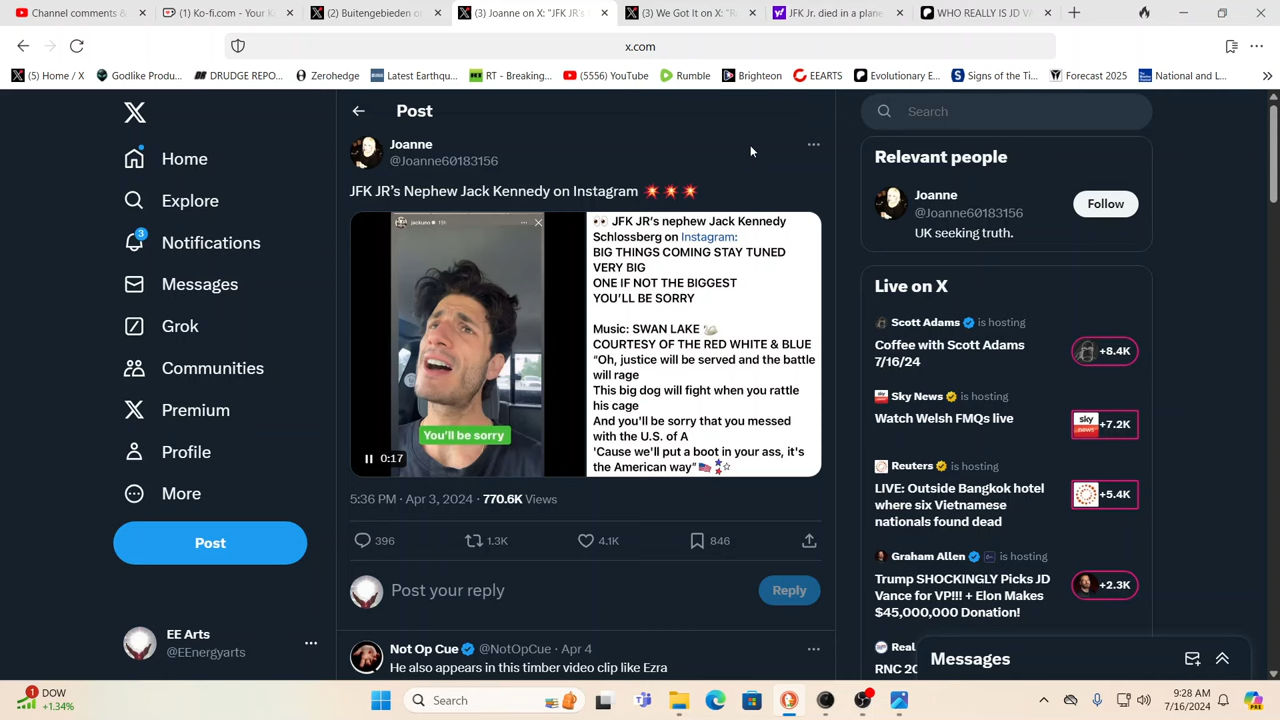 Channel comments &
Ko-fi.com - Your K
(2) Buitengebieden o
(3) Joanne on X: "JFK JR's
(3) We Got It on X: "R
JFK Jr. died in a plane
WHO REALLY IS JD VA
x.com
(5) Home / X
Godlike Produ...
DRUDGE REPO...
Zerohedge
Latest Earthqu...
RT - Breaking...
(5556) YouTube
Rumble
Brighteon
EEARTS
Evolutionary E...
Signs of the Ti...
Forecast 2025
National and L...
Home
Explore
3
Notifications
Messages
Grok
Communities
Premium
Profile
More
Post
EE Arts
@EEnergyarts
Post
Joanne
@Joanne60183156
JFK JR's Nephew Jack Kennedy on Instagram 💥💥💥
jackuno 15h
You'll be sorry
0:17
👀 JFK JR's nephew Jack Kennedy
Schlossberg on Instagram:
BIG THINGS COMING STAY TUNED
VERY BIG
ONE IF NOT THE BIGGEST
YOU'LL BE SORRY
Music: SWAN LAKE 🦢
COURTESY OF THE RED WHITE & BLUE
"Oh, justice will be served and the battle
will rage
This big dog will fight when you rattle
his cage
And you'll be sorry that you messed
with the U.S. of A
'Cause we'll put a boot in your ass, it's
the American way"
5:36 PM · Apr 3, 2024 · 770.6K Views
396
1.3K
4.1K
846
Post your reply
Reply
Not Op Cue @NotOpCue · Apr 4
He also appears in this timber video clip like Ezra
Search
Relevant people
Joanne
@Joanne60183156
Follow
UK seeking truth.
Live on X
Scott Adams is hosting
Coffee with Scott Adams
7/16/24
+8.4K
Sky News is hosting
Watch Welsh FMQs live
sky news
+7.2K
Reuters is hosting
LIVE: Outside Bangkok hotel
where six Vietnamese
nationals found dead
+5.4K
Graham Allen is hosting
Trump SHOCKINGLY Picks JD
Vance for VP!!! + Elon Makes
$45,000,000 Donation!
+2.3K
Real
RNC 20
Messages
1
DOW
+1.34%
Search
9:28 AM
7/16/2024
PRE